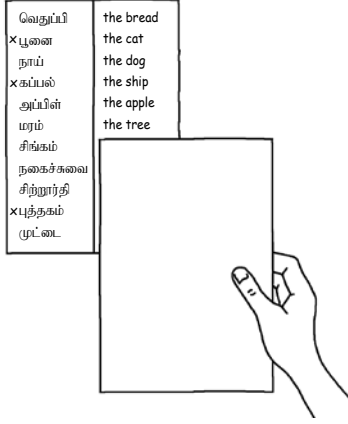 வெதுப்பி the bread
×பூனை the cat
நாய் the dog
×கப்பல் the ship
அப்பிள் the apple
மரம் the tree
சிங்கம்
நகைச்சுவை
சிற்றூர்தி
×புத்தகம்
முட்டை